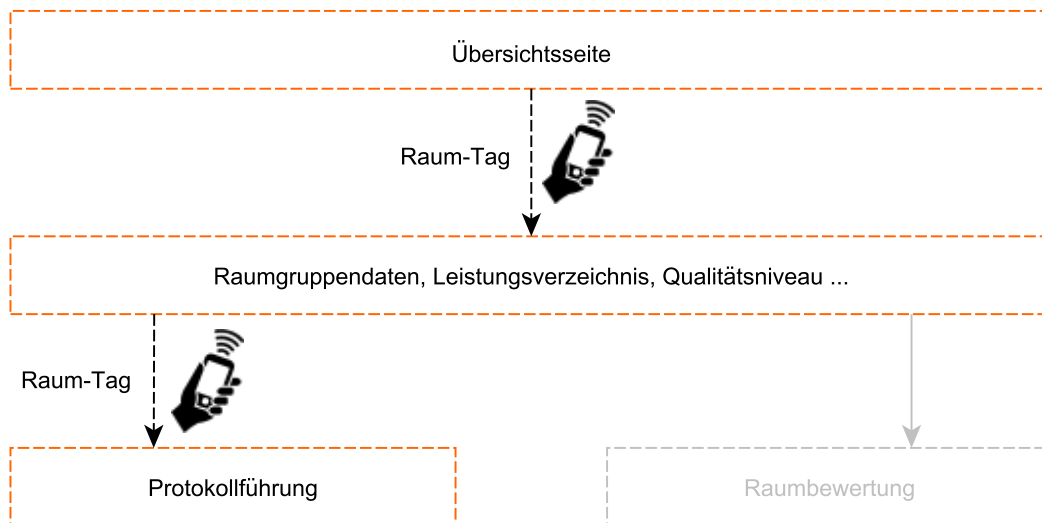 Übersichtsseite
Raum-Tag
Raumgruppendaten, Leistungsverzeichnis, Qualitätsniveau ...
Raum-Tag
Protokollführung
Raumbewertung